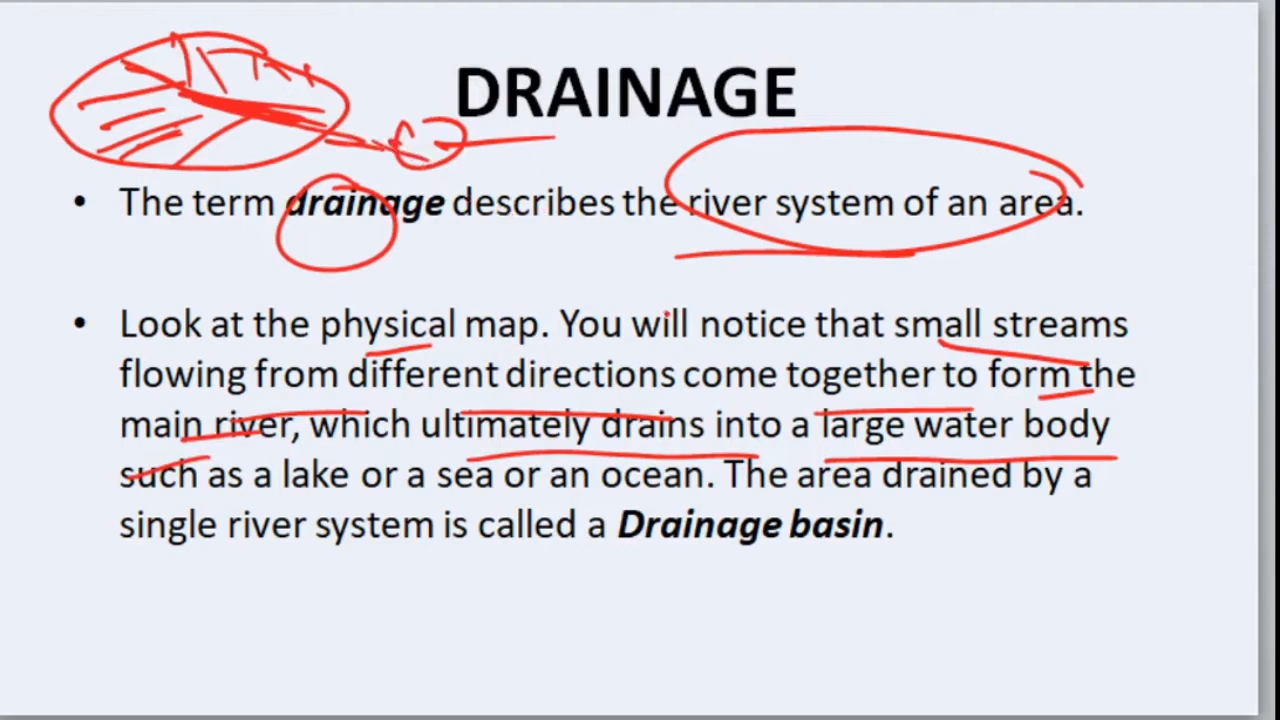 DRAINAGE
• The term drainage describes the river system of an area.
• Look at the physical map. You will notice that small streams
flowing from different directions come together to form the
main river, which ultimately drains into a large water body
such as a lake or a sea or an ocean. The area drained by a
single river system is called a Drainage basin.